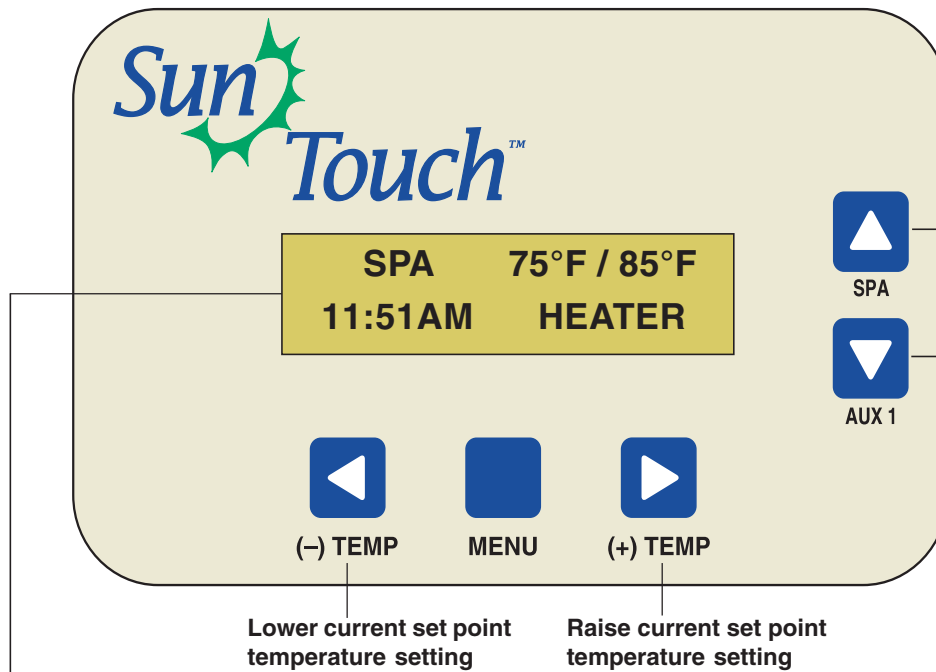 Sun
Touch™
SPA 75°F / 85°F
11:51AM HEATER
SPA
AUX 1
(–) TEMP MENU (+) TEMP
Lower current set point
temperature setting
Raise current set point
temperature setting